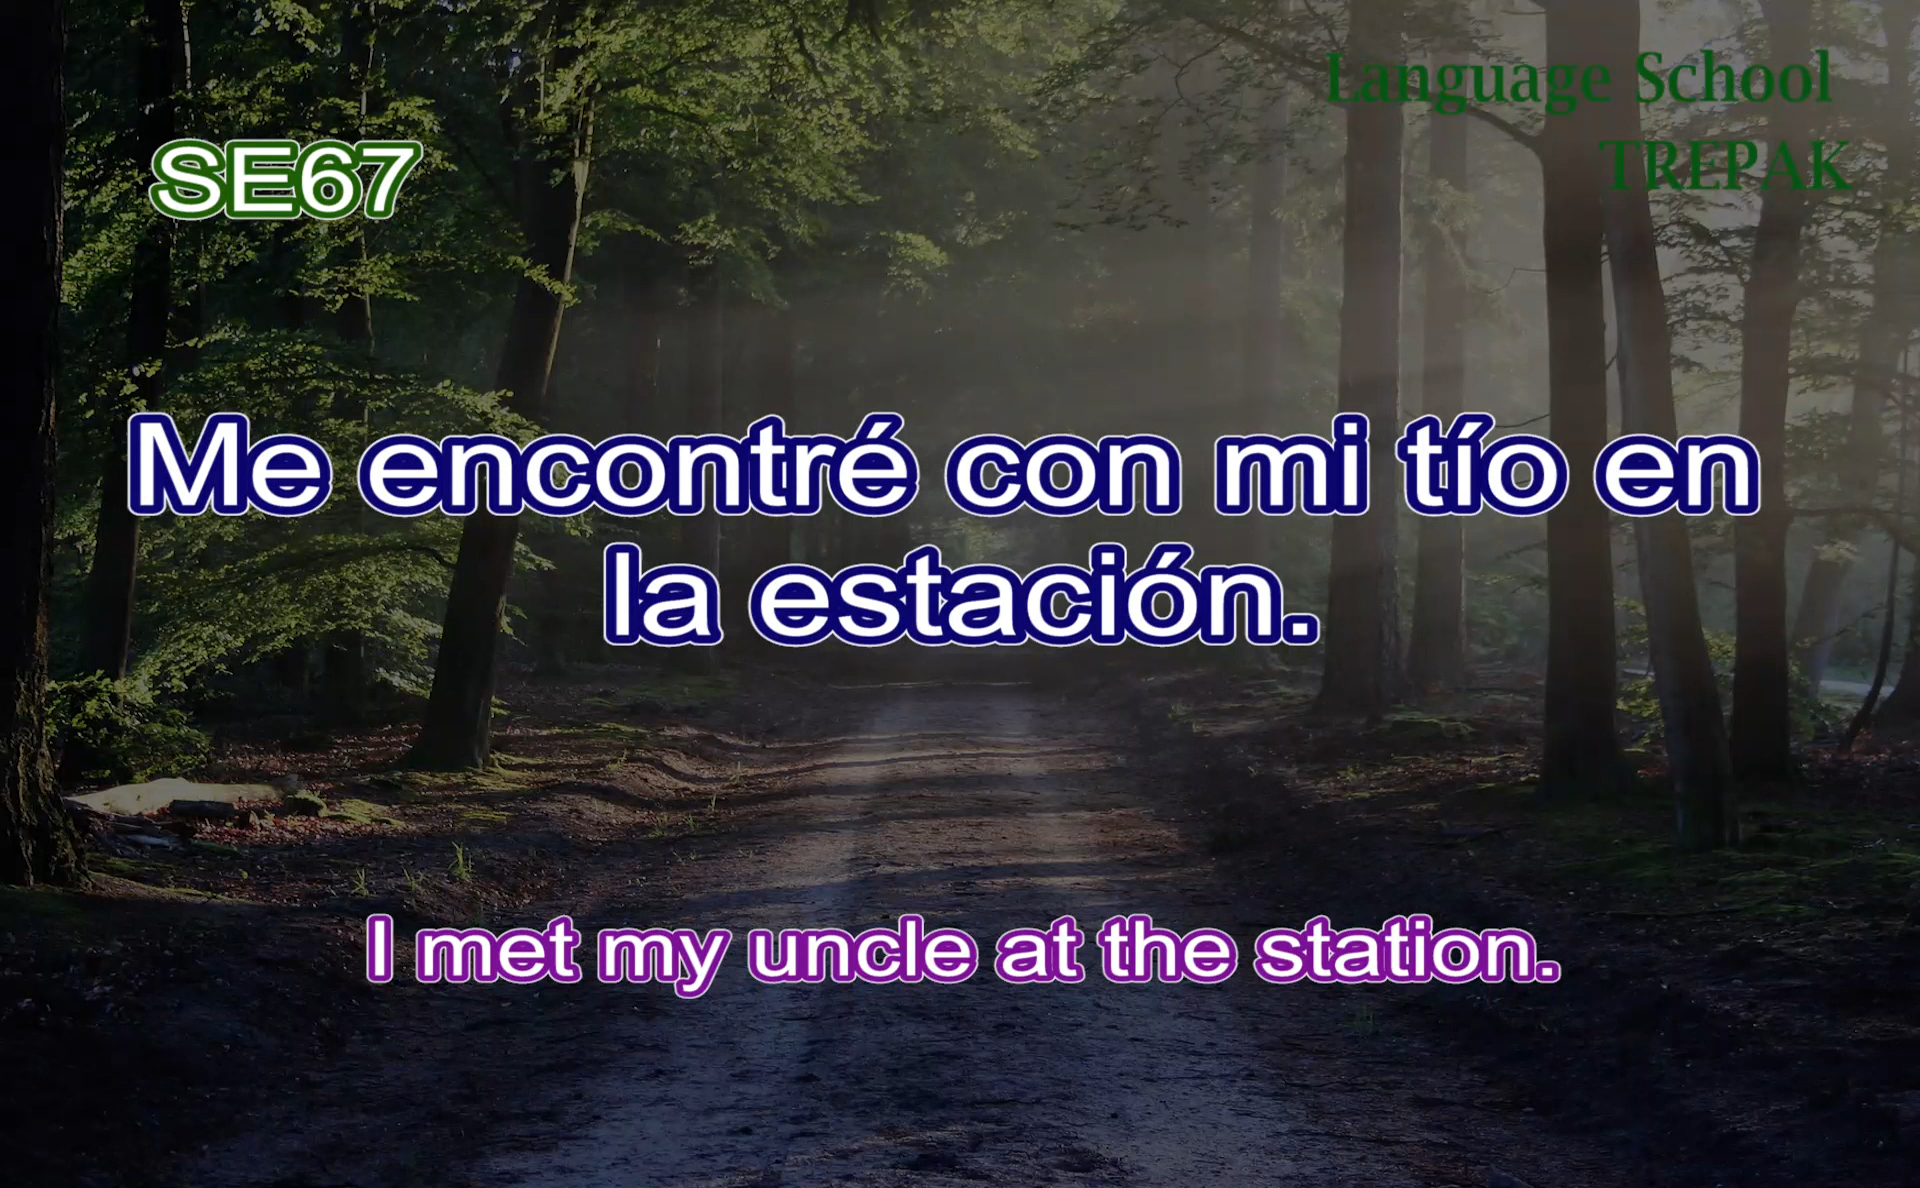 Language School
TREPAK
SE67
Me encontré con mi tío en
la estación.
I met my uncle at the station.